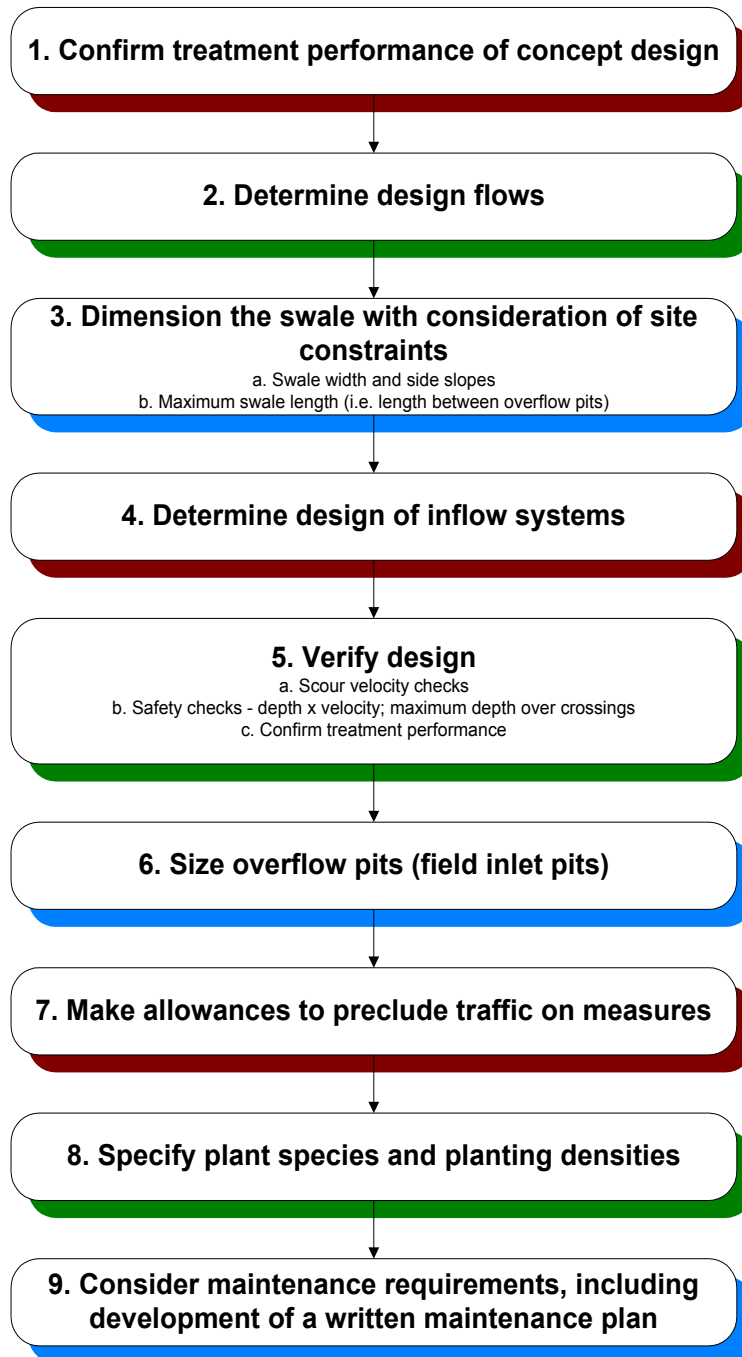 1. Confirm treatment performance of concept design
2. Determine design flows
3. Dimension the swale with consideration of site
constraints
a. Swale width and side slopes
b. Maximum swale length (i.e. length between overflow pits)
4. Determine design of inflow systems
5. Verify design
a. Scour velocity checks
b. Safety checks - depth x velocity; maximum depth over crossings
c. Confirm treatment performance
6. Size overflow pits (field inlet pits)
7. Make allowances to preclude traffic on measures
8. Specify plant species and planting densities
9. Consider maintenance requirements, including
development of a written maintenance plan